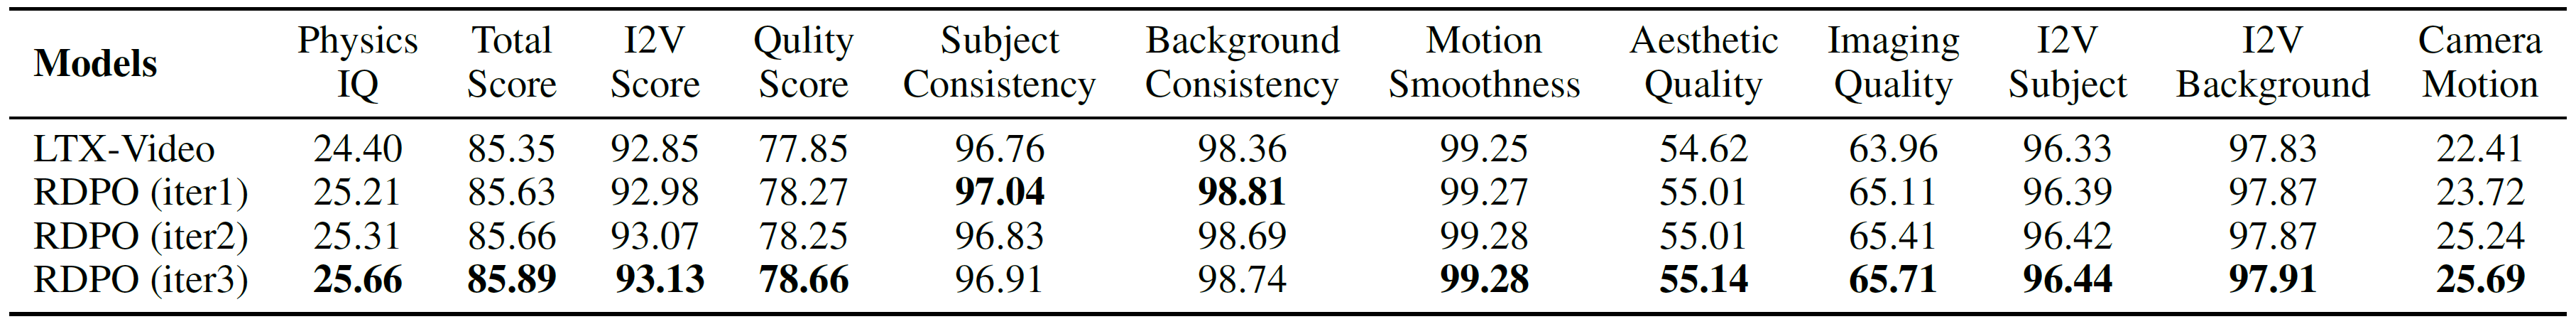 Models Physics IQ Total Score I2V Score Qulity Score Subject Consistency Background Consistency Motion Smoothness Aesthetic Quality Imaging Quality I2V Subject I2V Background Camera Motion
LTX-Video 24.40 85.35 92.85 77.85 96.76 98.36 99.25 54.62 63.96 96.33 97.83 22.41
RDPO (iter1) 25.21 85.63 92.98 78.27 97.04 98.81 99.27 55.01 65.11 96.39 97.87 23.72
RDPO (iter2) 25.31 85.66 93.07 78.25 96.83 98.69 99.28 55.01 65.41 96.42 97.87 25.24
RDPO (iter3) 25.66 85.89 93.13 78.66 96.91 98.74 99.28 55.14 65.71 96.44 97.91 25.69